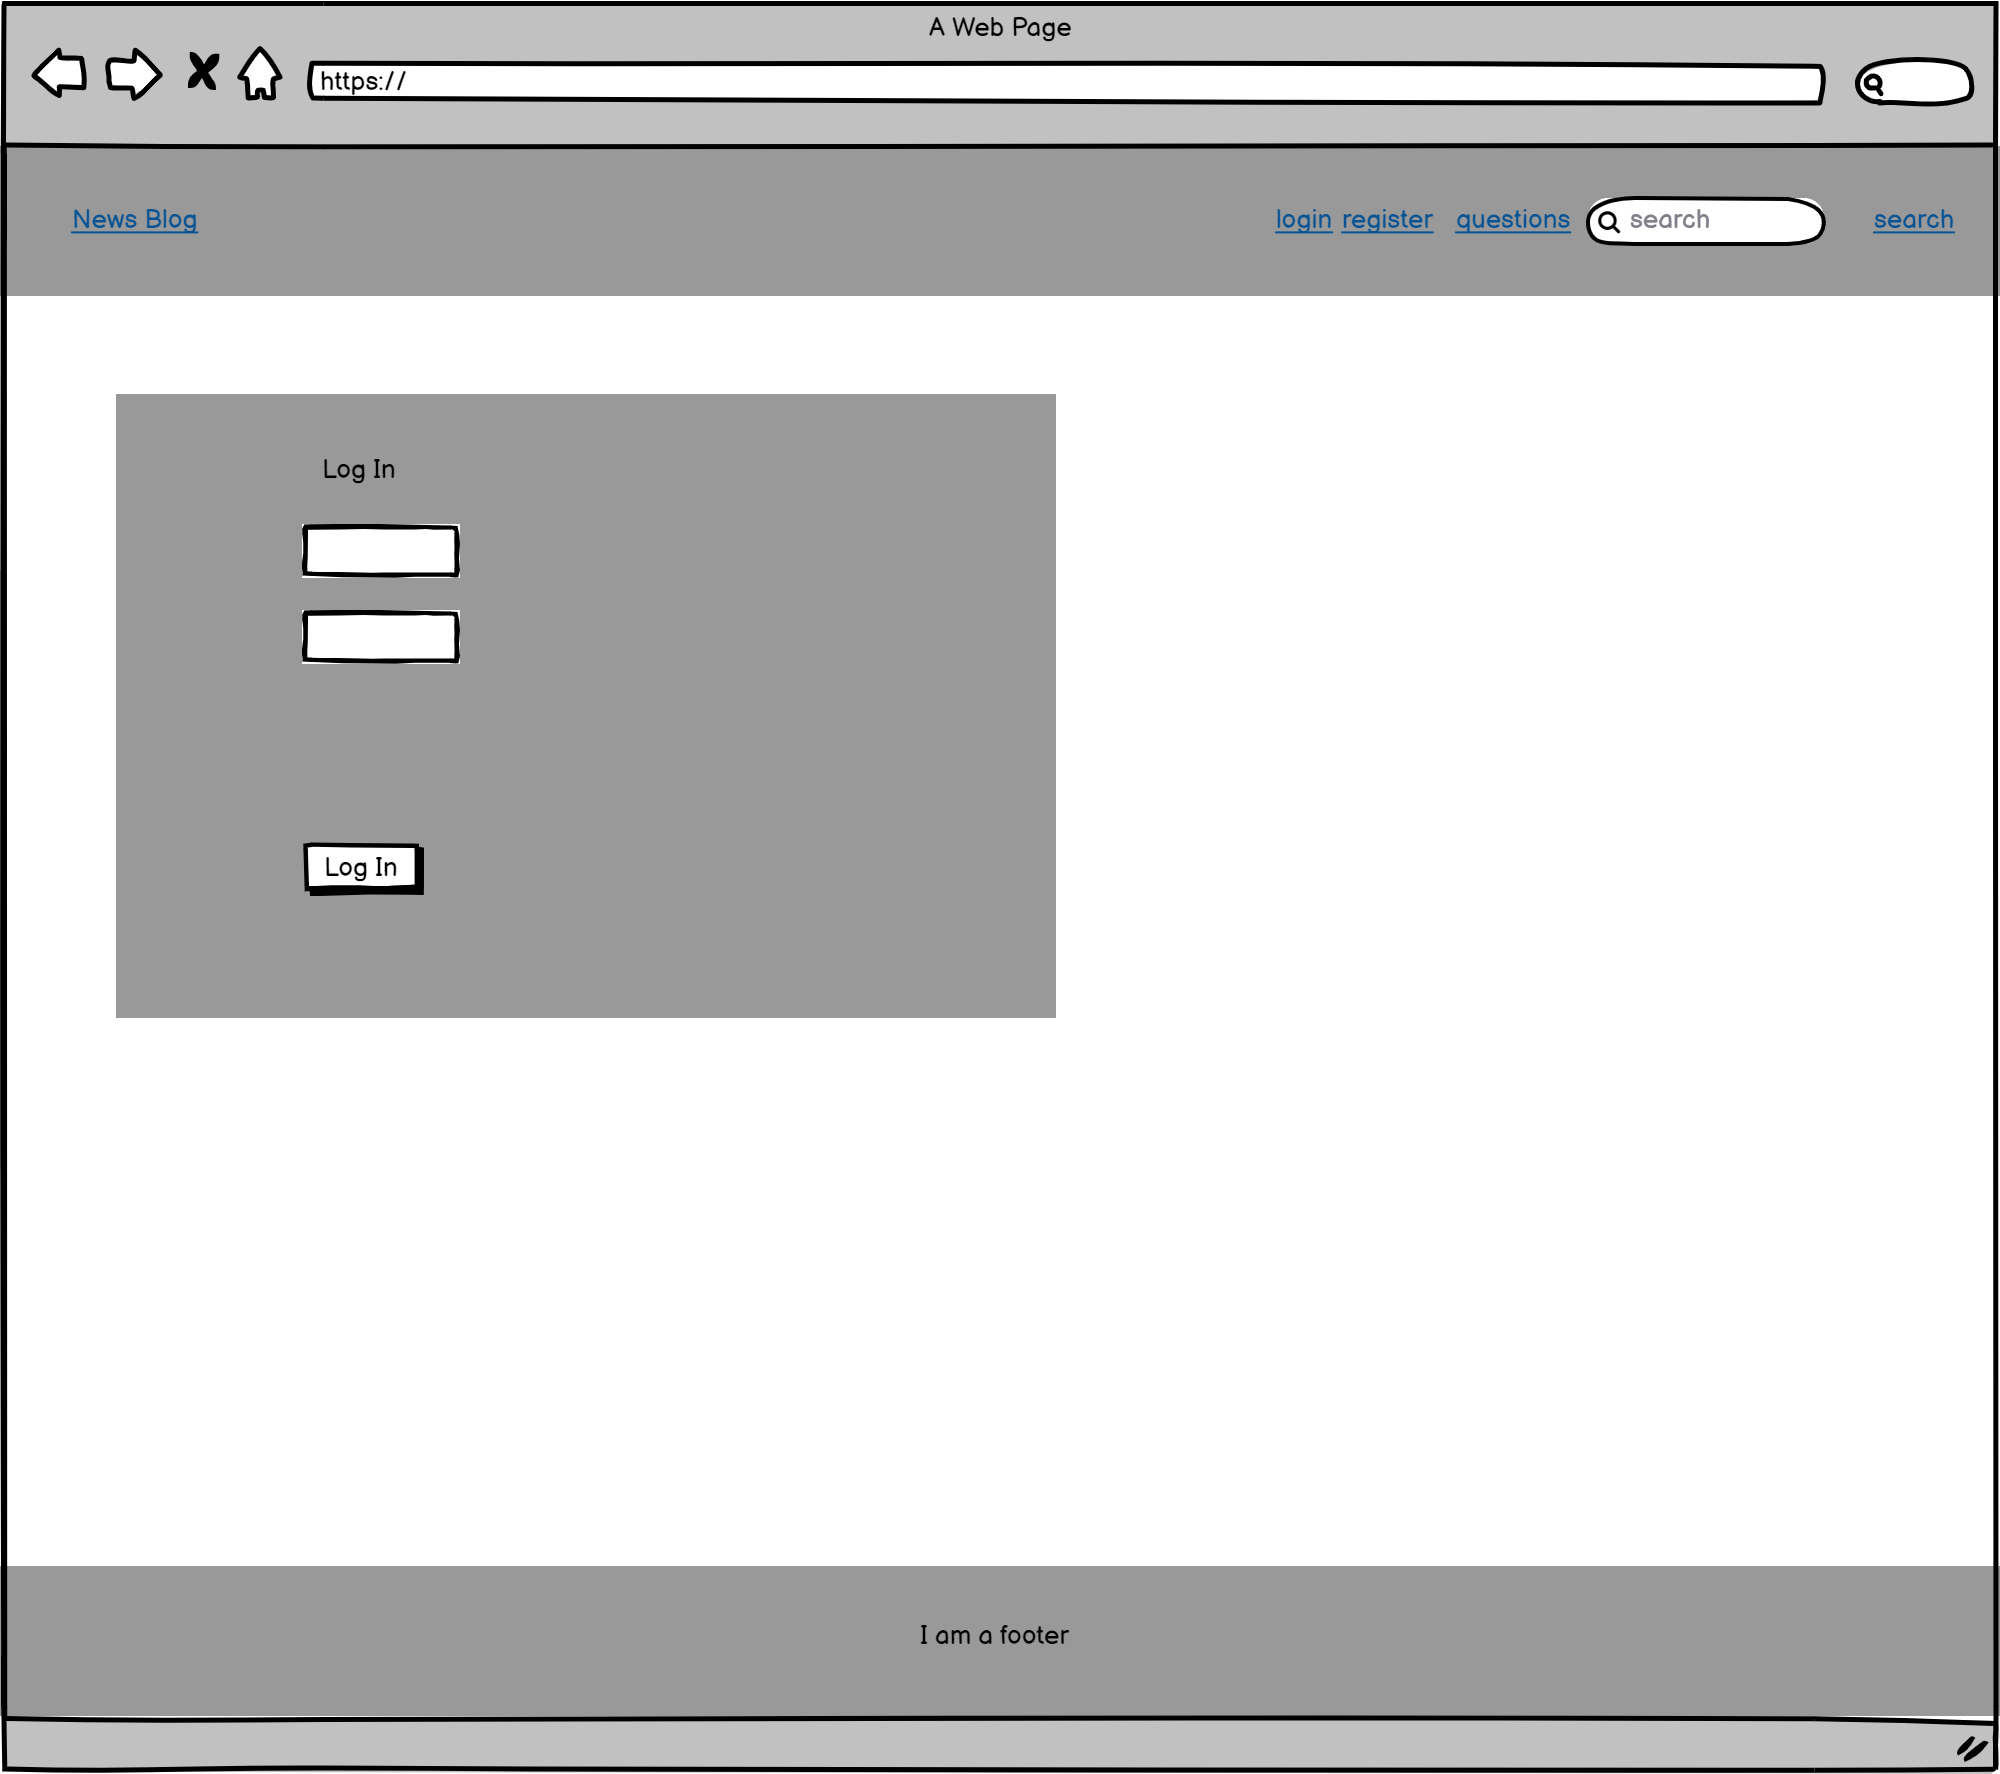 A Web Page
https://
News Blog login register questions search search
Log In
Log In
I am a footer